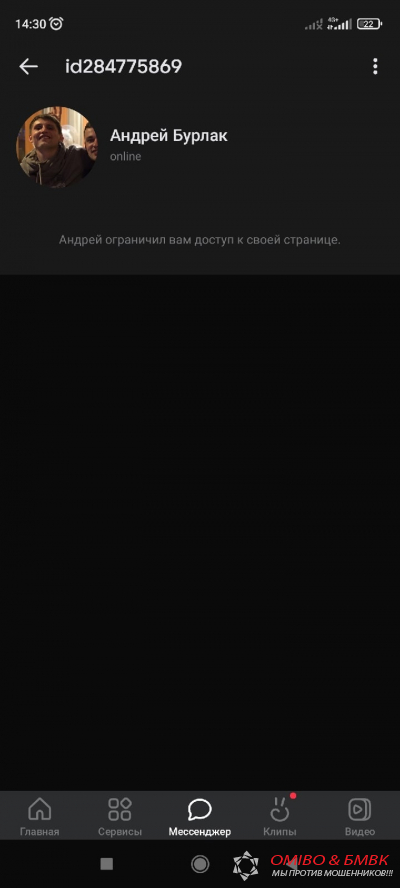 14:30
4G+
22
id284775869
Андрей Бурлак
online
Андрей ограничил вам доступ к своей странице.
Главная
Сервисы
Мессенджер
Клипы
Видео
OMIBO & БМВК
МЫ ПРОТИВ МОШЕННИКОВ!!!